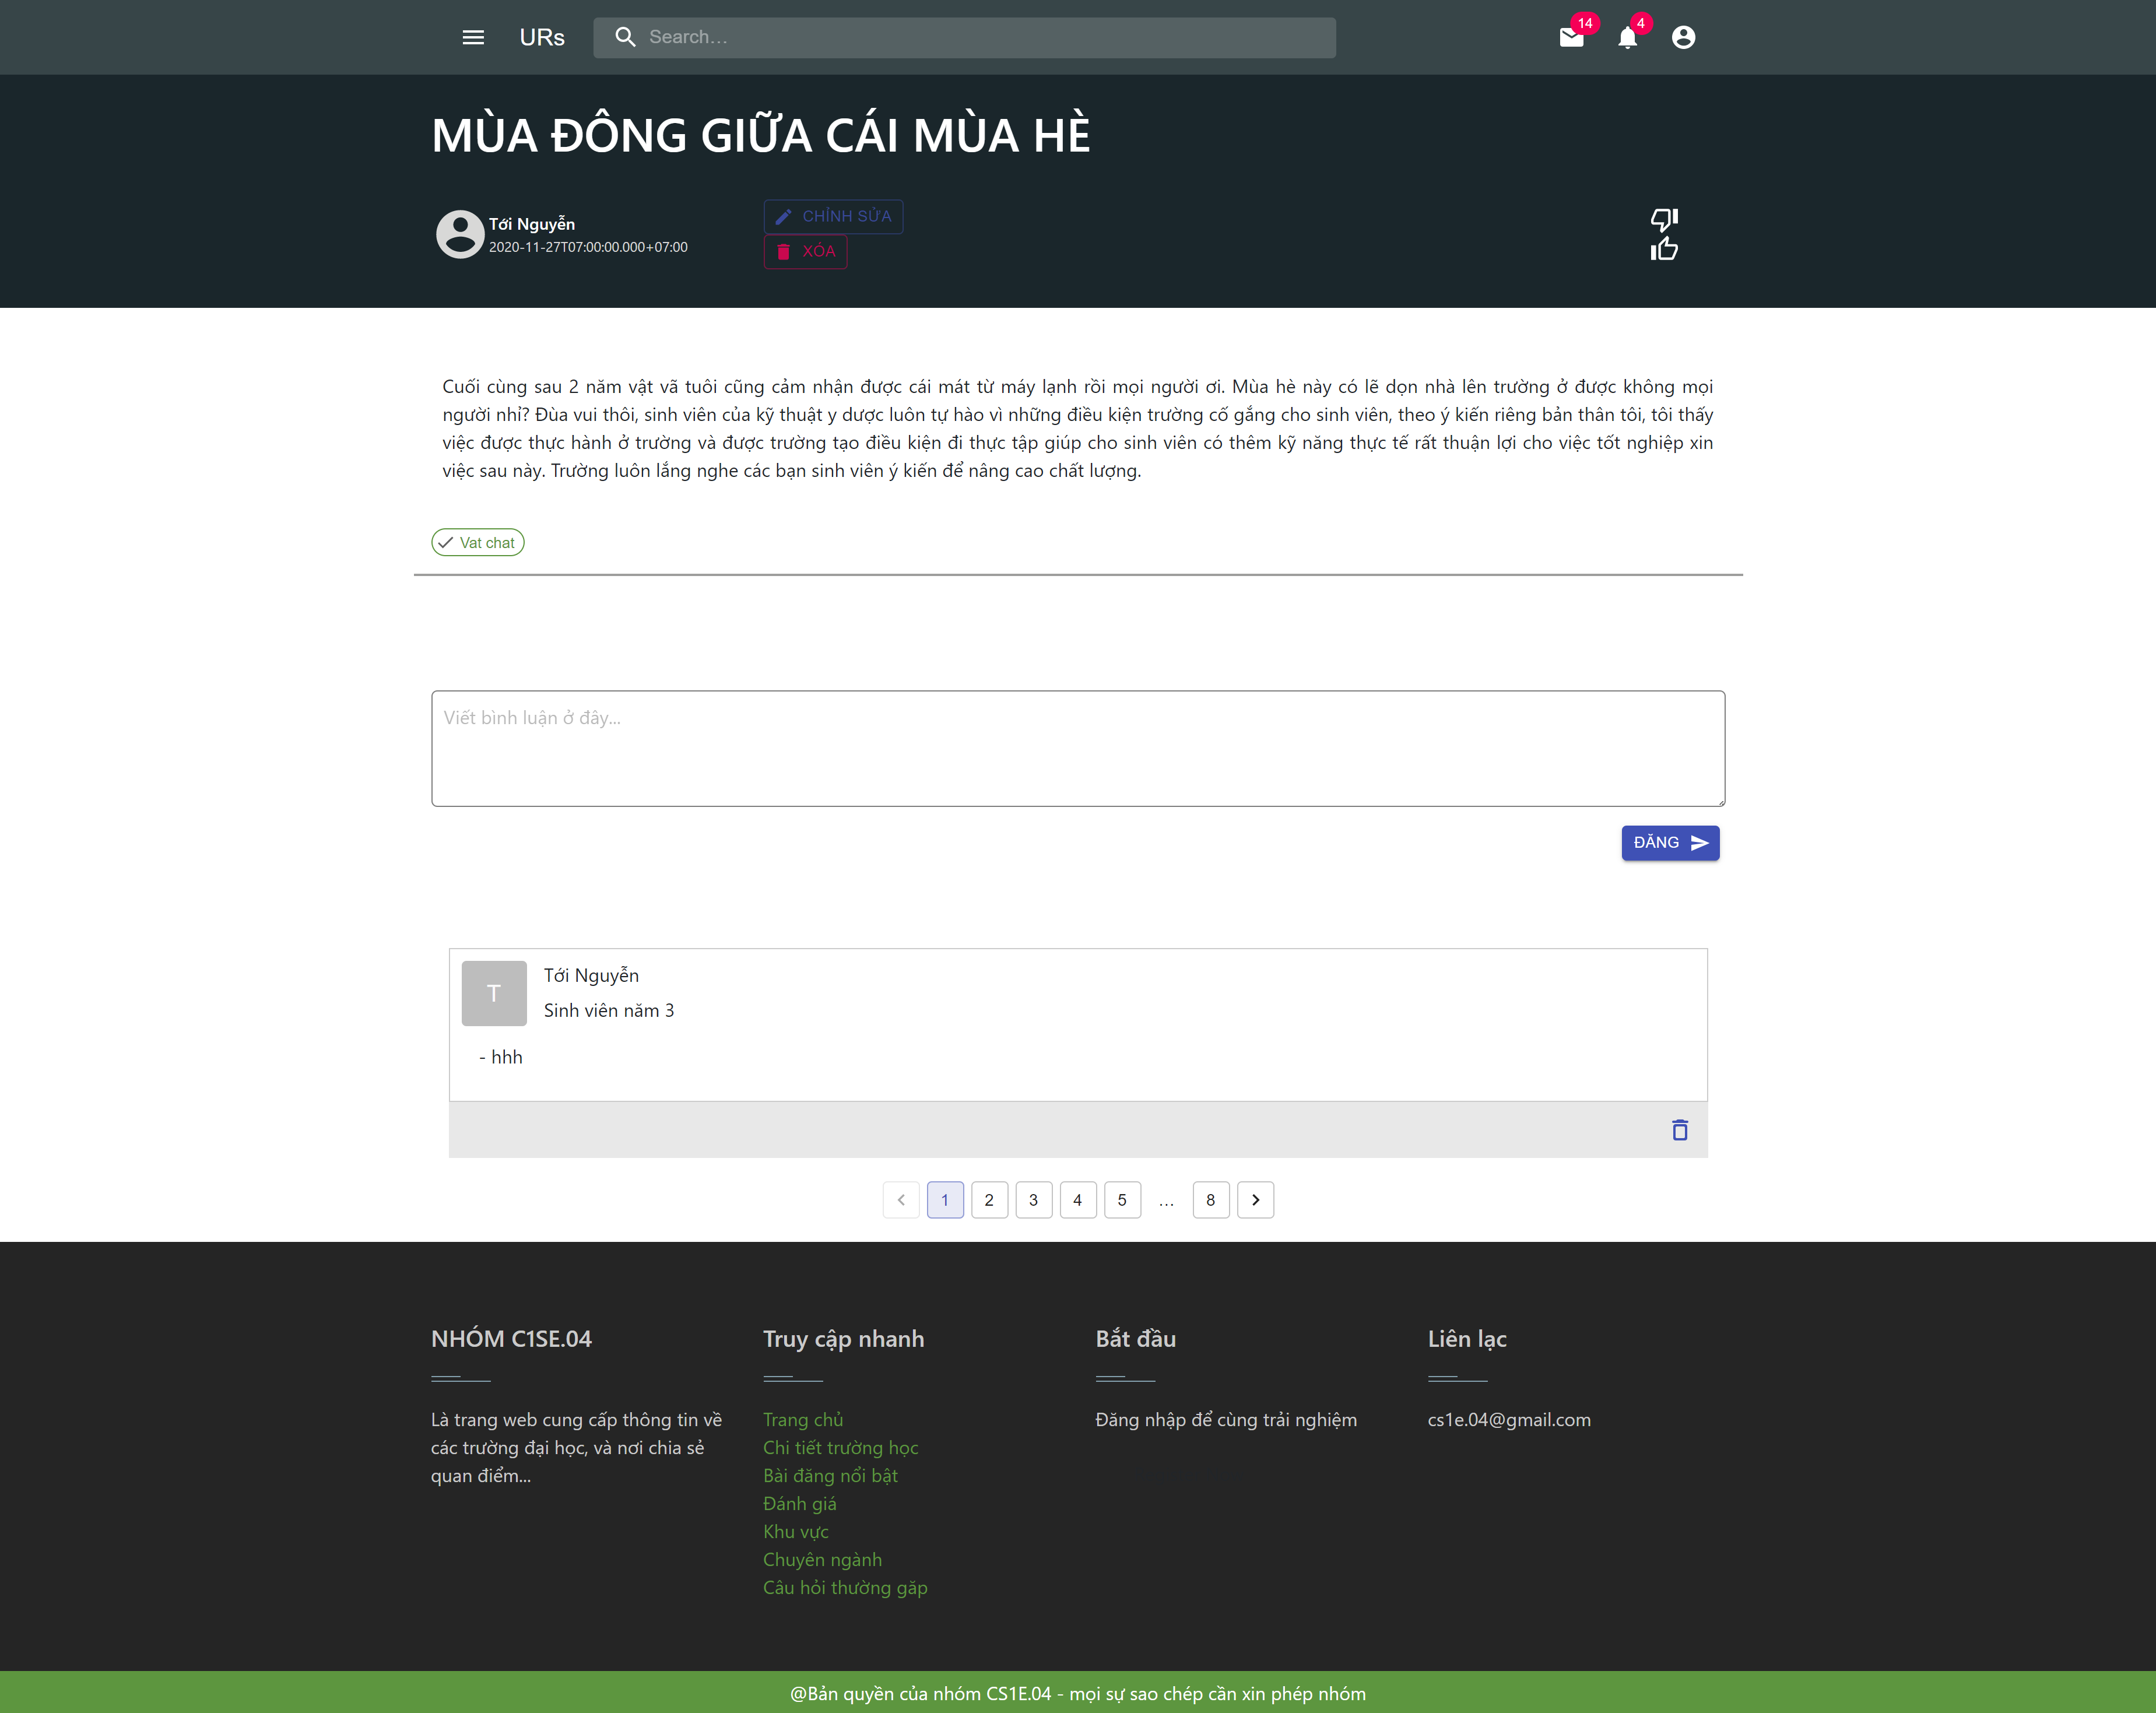 URs
Search...
14
4
MÙA ĐÔNG GIỮA CÁI MÙA HÈ
Tới Nguyễn
2020-11-27T07:00:00.000+07:00
CHỈNH SỬA
XÓA
Cuối cùng sau 2 năm vật vã tuôi cũng cảm nhận được cái mát từ máy lạnh rồi mọi người ơi. Mùa hè này có lẽ dọn nhà lên trường ở được không mọi
người nhỉ? Đùa vui thôi, sinh viên của kỹ thuật y dược luôn tự hào vì những điều kiện trường cố gắng cho sinh viên, theo ý kiến riêng bản thân tôi, tôi thấy
việc được thực hành ở trường và được trường tạo điều kiện đi thực tập giúp cho sinh viên có thêm kỹ năng thực tế rất thuận lợi cho việc tốt nghiệp xin
việc sau này. Trường luôn lắng nghe các bạn sinh viên ý kiến để nâng cao chất lượng.
Vat chat
Viết bình luận ở đây...
ĐĂNG
T
Tới Nguyễn
Sinh viên năm 3
- hhh
1 2 3 4 5 ... 8
NHÓM C1SE.04
Là trang web cung cấp thông tin về
các trường đại học, và nơi chia sẻ
quan điểm...
Truy cập nhanh
Trang chủ
Chi tiết trường học
Bài đăng nổi bật
Đánh giá
Khu vực
Chuyên ngành
Câu hỏi thường găp
Bắt đầu
Đăng nhập để cùng trải nghiệm
Liên lạc
cs1e.04@gmail.com
@Bản quyền của nhóm CS1E.04 - mọi sự sao chép cần xin phép nhóm